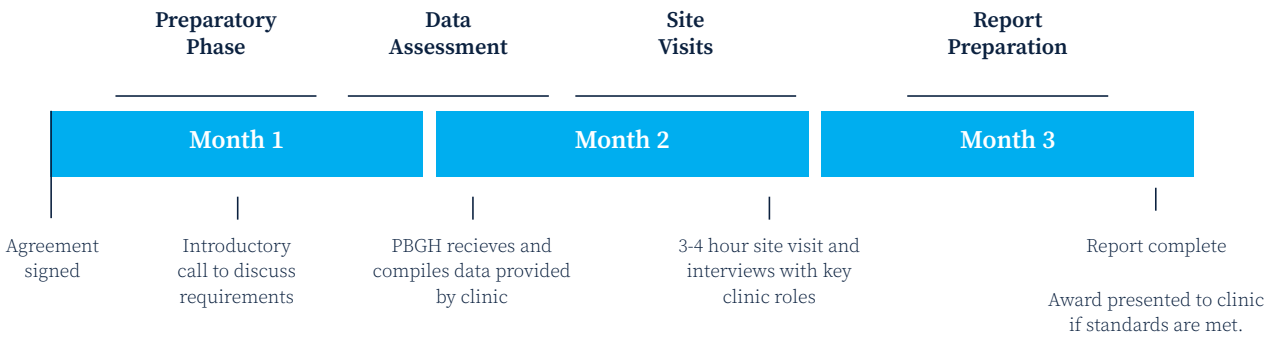 Preparatory
Phase
Data
Assessment
Site
Visits
Report
Preparation
Month 1
Month 2
Month 3
Agreement
signed
Introductory
call to discuss
requirements
PBGH recieves and
compiles data provided
by clinic
3-4 hour site visit and
interviews with key
clinic roles
Report complete
Award presented to clinic
if standards are met.